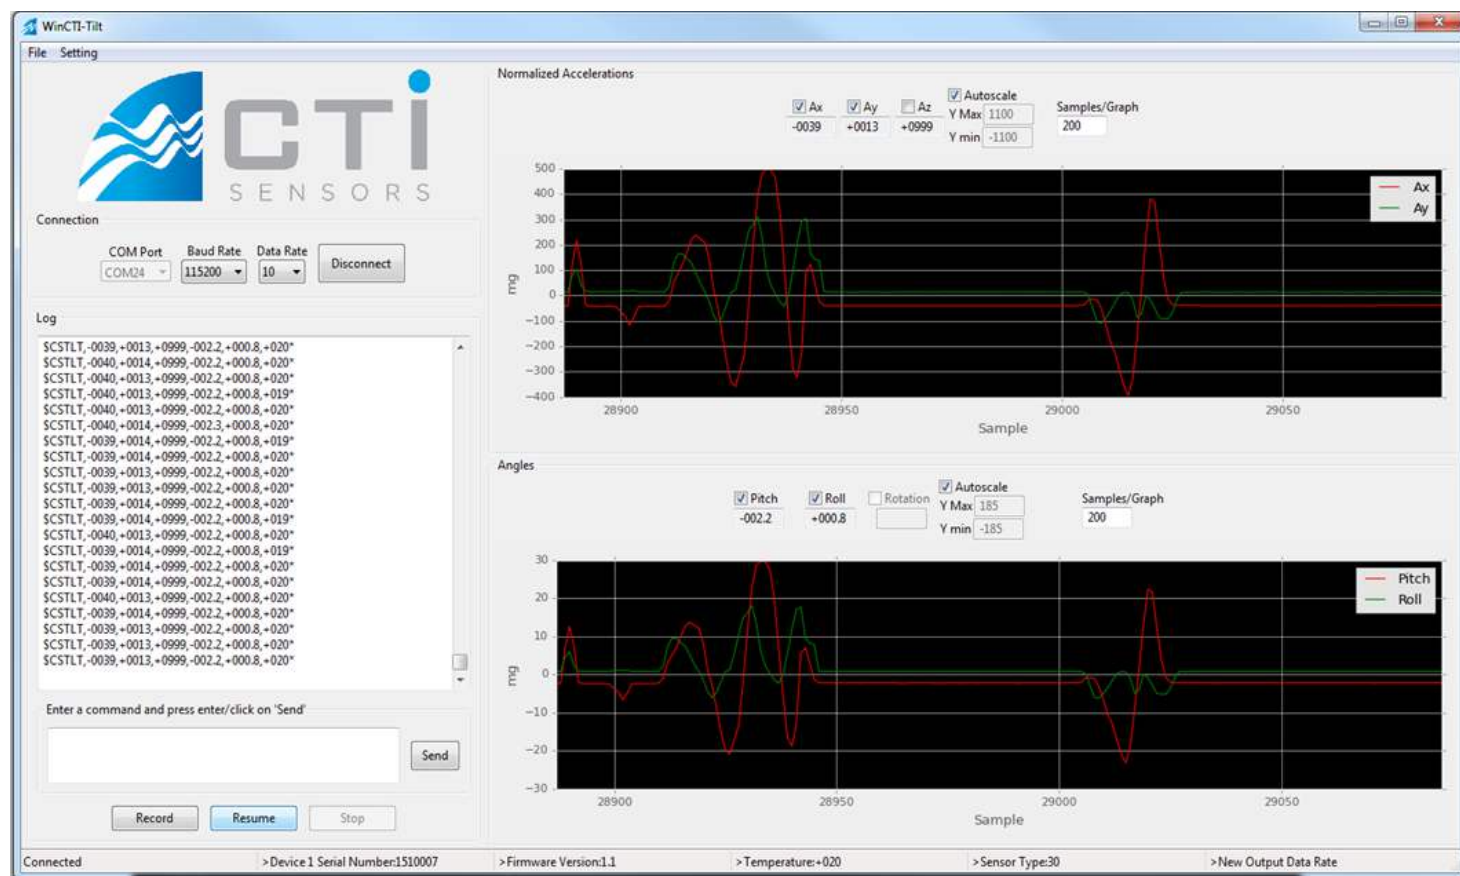 WinCTI-Tilt
File Setting
CTi
SENSORS
Connection
COM Port Baud Rate Data Rate
COM24 115200 10 Disconnect
Log
$CSTLT,-0039,+0013,+0999,-002.2,+000.8,+020*
$CSTLT,-0040,+0014,+0999,-002.2,+000.8,+020*
$CSTLT,-0040,+0013,+0999,-002.2,+000.8,+020*
$CSTLT,-0040,+0013,+0999,-002.2,+000.8,+019*
$CSTLT,-0040,+0013,+0999,-002.2,+000.8,+020*
$CSTLT,-0040,+0014,+0999,-002.3,+000.8,+020*
$CSTLT,-0039,+0014,+0999,-002.2,+000.8,+019*
$CSTLT,-0039,+0014,+0999,-002.2,+000.8,+020*
$CSTLT,-0039,+0013,+0999,-002.2,+000.8,+020*
$CSTLT,-0039,+0013,+0999,-002.2,+000.8,+020*
$CSTLT,-0039,+0014,+0999,-002.2,+000.8,+020*
$CSTLT,-0039,+0014,+0999,-002.2,+000.8,+019*
$CSTLT,-0040,+0013,+0999,-002.2,+000.8,+020*
$CSTLT,-0039,+0014,+0999,-002.2,+000.8,+019*
$CSTLT,-0039,+0014,+0999,-002.2,+000.8,+020*
$CSTLT,-0039,+0014,+0999,-002.2,+000.8,+020*
$CSTLT,-0040,+0013,+0999,-002.2,+000.8,+020*
$CSTLT,-0039,+0014,+0999,-002.2,+000.8,+020*
$CSTLT,-0039,+0013,+0999,-002.2,+000.8,+020*
$CSTLT,-0039,+0013,+0999,-002.2,+000.8,+020*
$CSTLT,-0039,+0013,+0999,-002.2,+000.8,+020*
Enter a command and press enter/click on 'Send'
Send
Record Resume Stop
Normalized Accelerations
Ax Ay Az Autoscale Samples/Graph
-0039 +0013 +0999 Y Max 1100 200
Y min -1100
500
400
300
200
100
0
−100
−200
−300
−400
mg
Ax
Ay
28900 28950 29000 29050
Sample
Angles
Pitch Roll Rotation Autoscale Samples/Graph
-002.2 +000.8 Y Max 185 200
Y min -185
30
20
10
0
−10
−20
−30
mg
Pitch
Roll
28900 28950 29000 29050
Sample
Connected >Device 1 Serial Number:1510007 >Firmware Version:1.1 >Temperature:+020 >Sensor Type:30 >New Output Data Rate